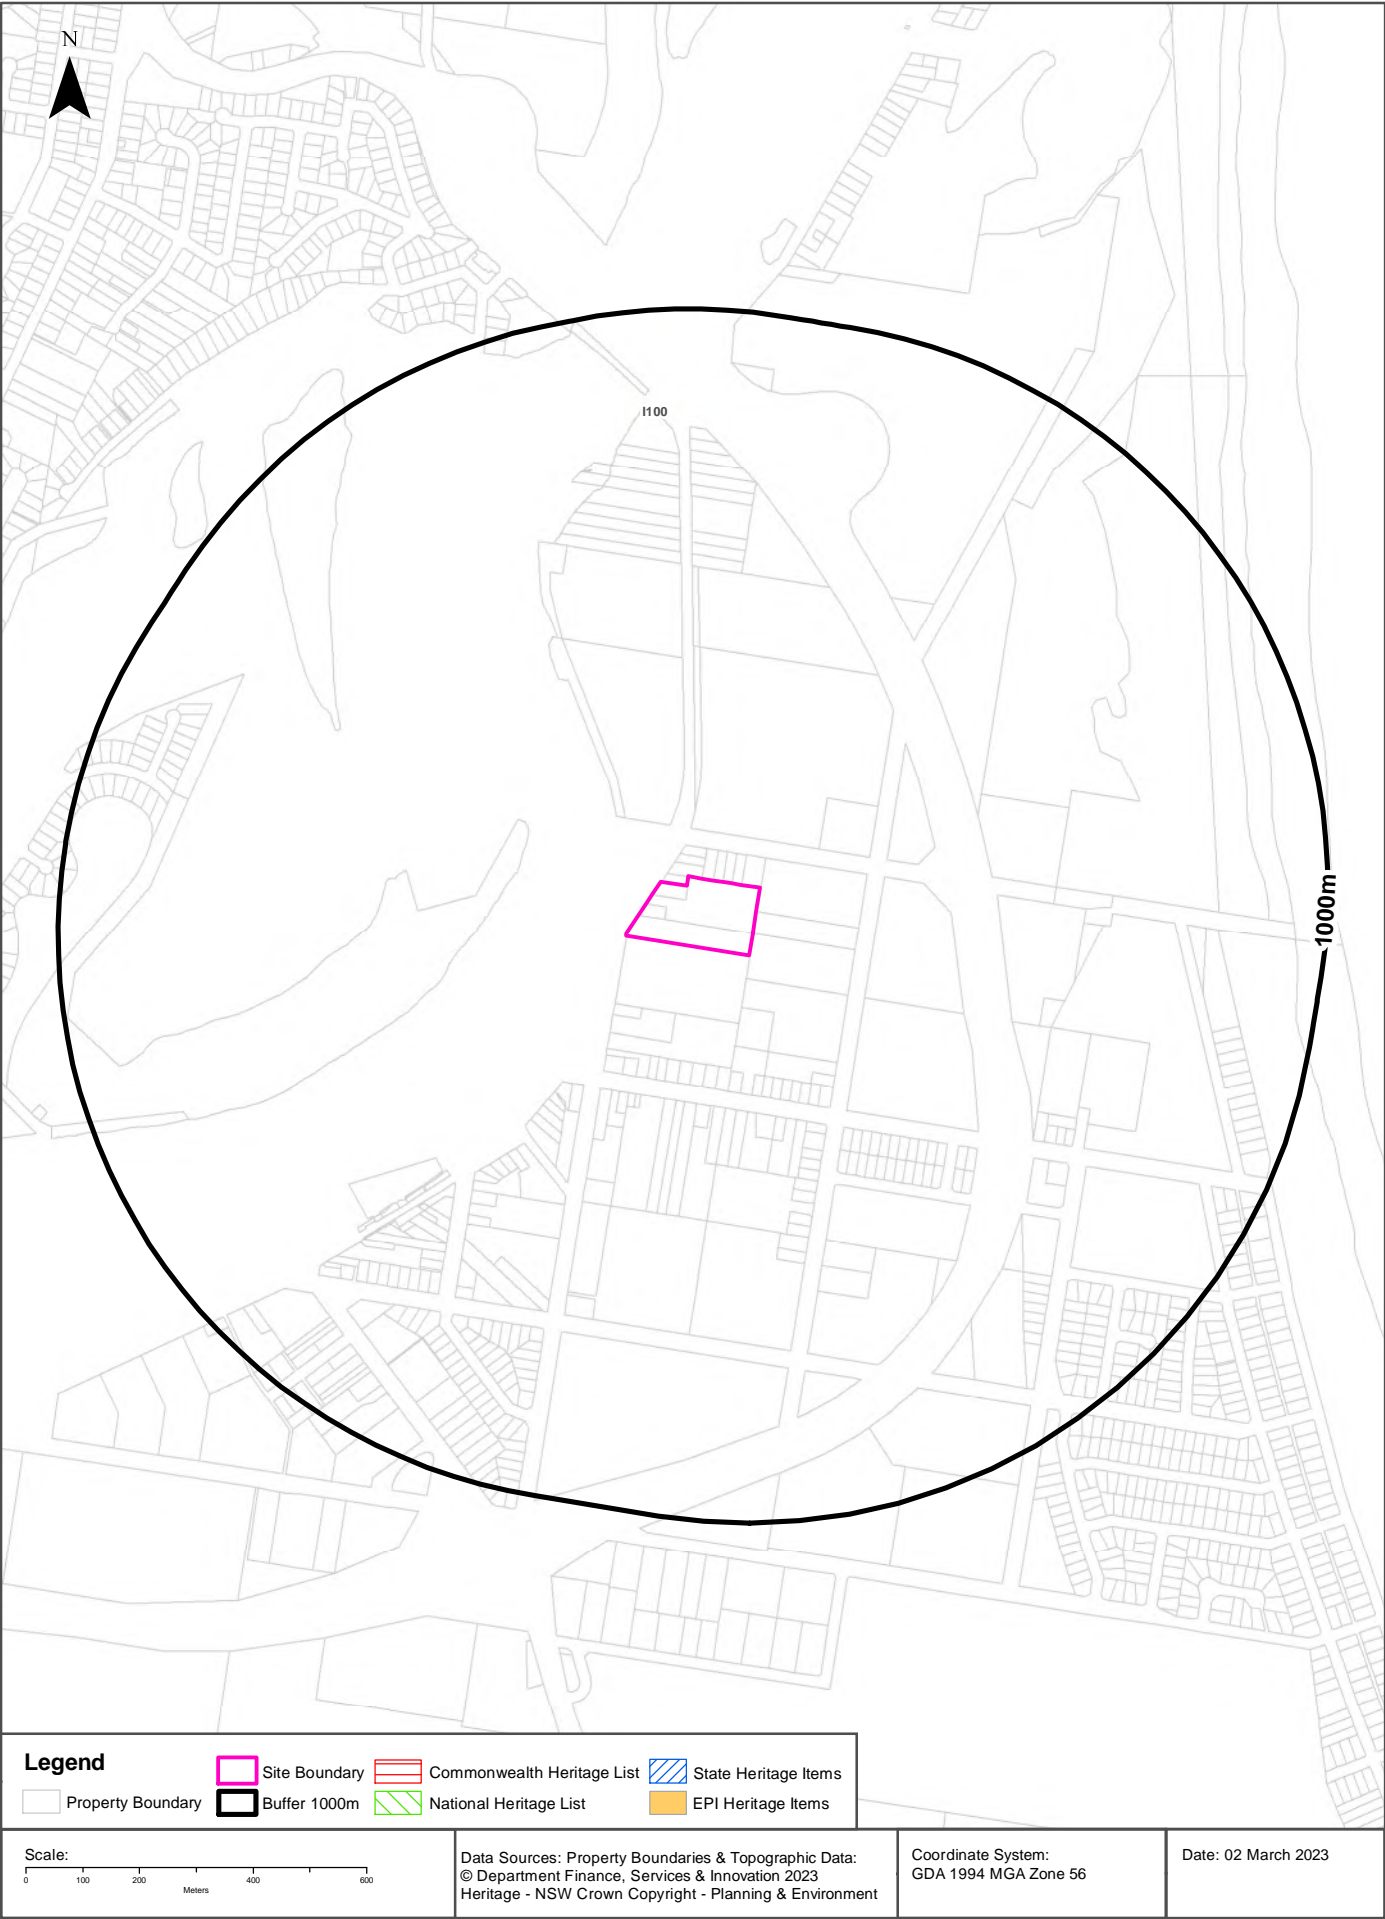 N
I100
1000m
Legend
Property Boundary
Site Boundary
Buffer 1000m
Commonwealth Heritage List
National Heritage List
State Heritage Items
EPI Heritage Items
Scale:
0 100 200 400 600
Meters
Data Sources: Property Boundaries & Topographic Data:
© Department Finance, Services & Innovation 2023
Heritage - NSW Crown Copyright - Planning & Environment
Coordinate System:
GDA 1994 MGA Zone 56
Date: 02 March 2023